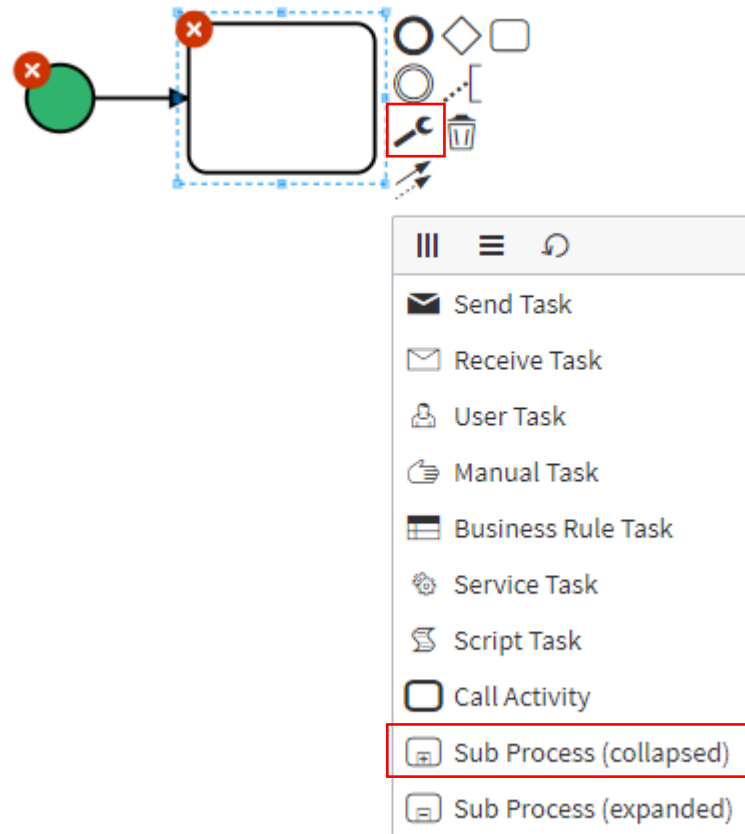 Send Task
Receive Task
User Task
Manual Task
Business Rule Task
Service Task
Script Task
Call Activity
Sub Process (collapsed)
Sub Process (expanded)